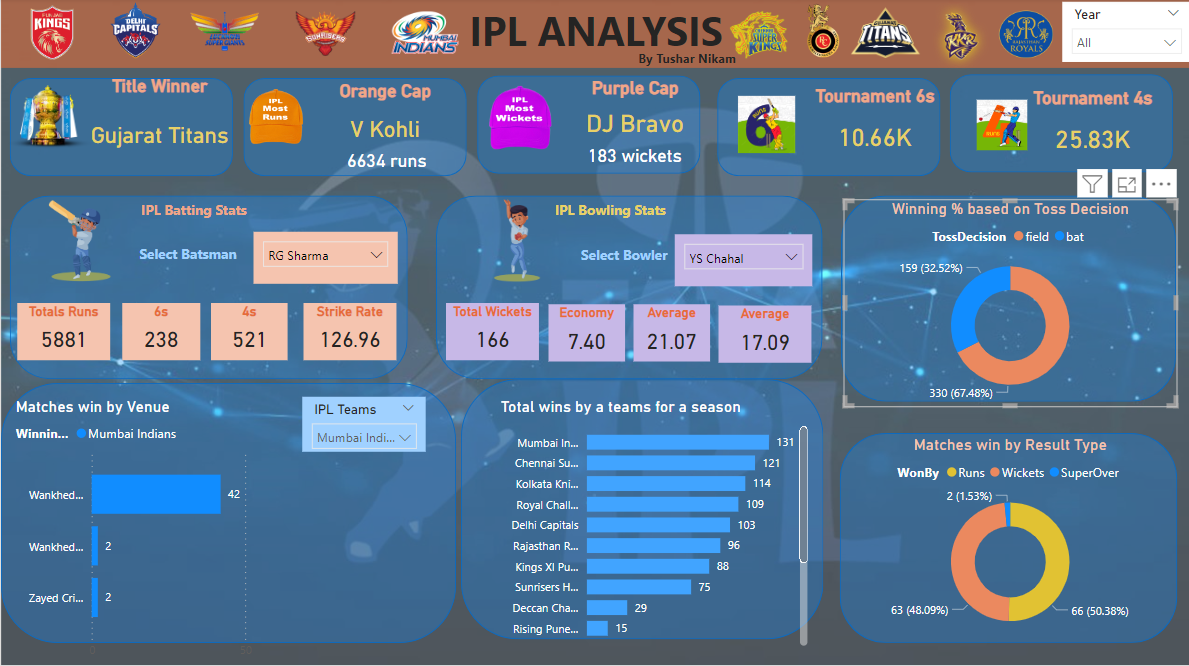 PUNJAB
KINGS
DELHI
CAPITALS
SUNRISERS
MUMBAI
INDIANS
IPL ANALYSIS
By Tushar Nikam
SUPER
KINGS
GUJARAT
TITANS
KKR
RAJASTHAN
ROYALS
Year
All
Title Winner
Gujarat Titans
IPL
Most
Runs
Orange Cap
V Kohli
6634 runs
IPL
Most
Wickets
Purple Cap
DJ Bravo
183 wickets
Tournament 6s
10.66K
Tournament 4s
25.83K
IPL Batting Stats
Select Batsman
RG Sharma
Totals Runs
5881
6s
238
4s
521
Strike Rate
126.96
IPL Bowling Stats
Select Bowler
YS Chahal
Total Wickets
166
Economy
7.40
Average
21.07
Average
17.09
Winning % based on Toss Decision
TossDecision field bat
159 (32.52%)
330 (67.48%)
Matches win by Venue
Winnin... Mumbai Indians
IPL Teams
Mumbai Indi...
Wankhed... 42
Wankhed... 2
Zayed Cri... 2
0 50
Total wins by a teams for a season
Mumbai In... 131
Chennai Su... 121
Kolkata Kni... 114
Royal Chall... 109
Delhi Capitals 103
Rajasthan R... 96
Kings XI Pu... 88
Sunrisers H... 75
Deccan Cha... 29
Rising Pune... 15
Matches win by Result Type
WonBy Runs Wickets SuperOver
2 (1.53%)
63 (48.09%)
66 (50.38%)
IPL